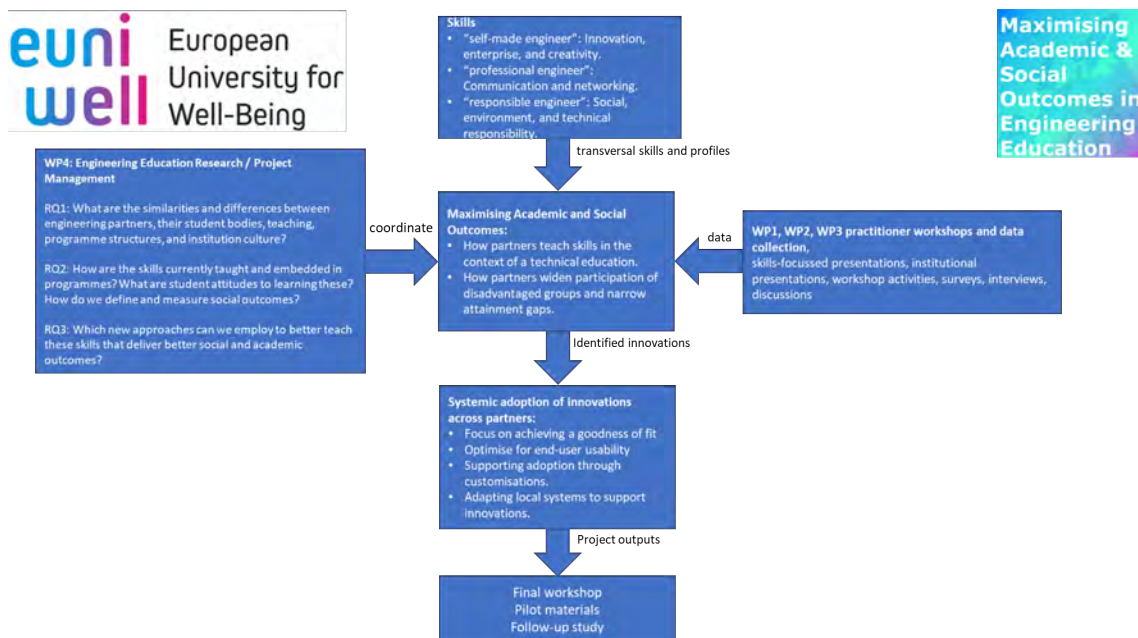 euni
well
European
University for
Well-Being
Skills
• "self-made engineer": Innovation,
enterprise, and creativity.
• "professional engineer":
Communication and networking.
• "responsible engineer": Social,
environment, and technical
responsibility.
Maximising
Academic &
Social
Outcomes in
Engineering
Education
transversal skills and profiles
WP4: Engineering Education Research / Project
Management
RQ1: What are the similarities and differences between
engineering partners, their student bodies, teaching,
programme structures, and institution culture?
RQ2: How are the skills currently taught and embedded in
programmes? What are student attitudes to learning these?
How do we define and measure social outcomes?
RQ3: Which new approaches can we employ to better teach
these skills that deliver better social and academic
outcomes?
coordinate
Maximising Academic and Social
Outcomes:
• How partners teach skills in the
context of a technical education.
• How partners widen participation of
disadvantaged groups and narrow
attainment gaps.
data
WP1, WP2, WP3 practitioner workshops and data
collection,
skills-focussed presentations, institutional
presentations, workshop activities, surveys, interviews,
discussions
Identified innovations
Systemic adoption of innovations
across partners:
• Focus on achieving a goodness of fit
• Optimise for end-user usability
• Supporting adoption through
customisations.
• Adapting local systems to support
innovations.
Project outputs
Final workshop
Pilot materials
Follow-up study